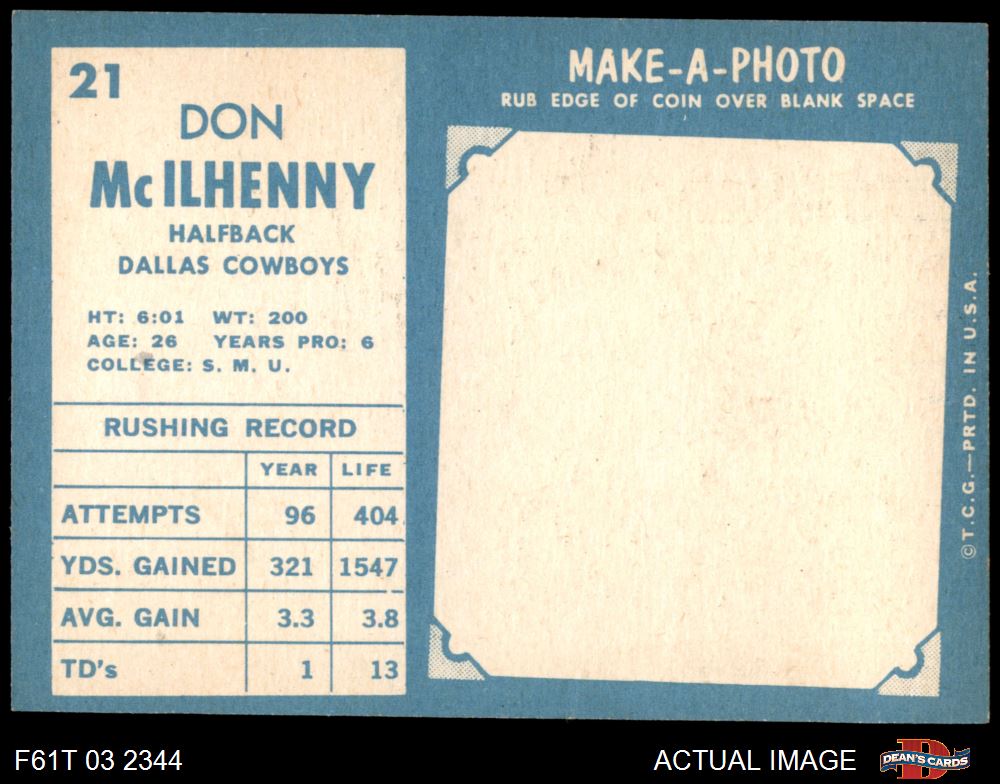 21
DON
McILHENNY
HALFBACK
DALLAS COWBOYS
HT: 6:01 WT: 200
AGE: 26 YEARS PRO: 6
COLLEGE: S. M. U.
RUSHING RECORD
YEAR LIFE
ATTEMPTS 96 404
YDS. GAINED 321 1547
AVG. GAIN 3.3 3.8
TD's 1 13
MAKE-A-PHOTO
RUB EDGE OF COIN OVER BLANK SPACE
©T.C.G.—PRTD. IN U.S.A.
F61T 03 2344
ACTUAL IMAGE
D
DEAN'S CARDS